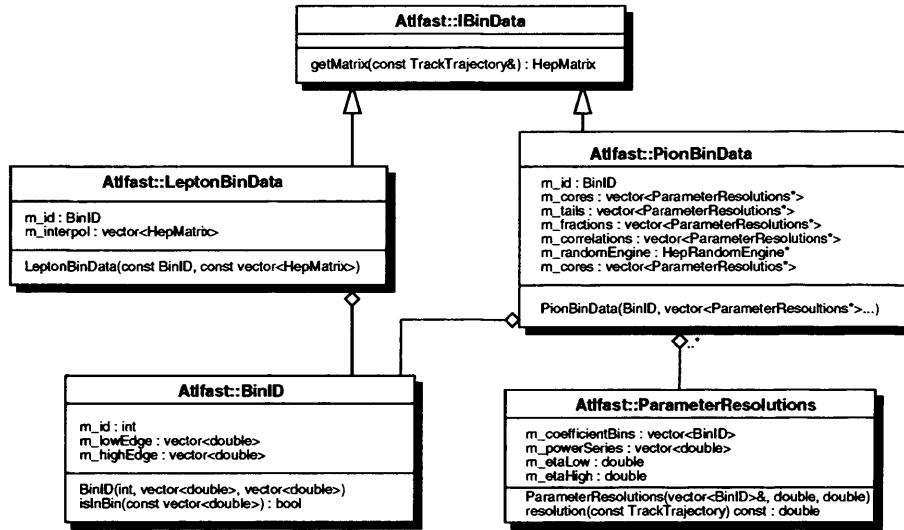 Atlfast::IBinData
getMatrix(const TrackTrajectory&) : HepMatrix
Atlfast::LeptonBinData
m_id : BinID
m_interpol : vector<HepMatrix>
LeptonBinData(const BinID, const vector<HepMatrix>)
Atlfast::PionBinData
m_id : BinID
m_cores : vector<ParameterResolutions*>
m_tails : vector<ParameterResolutions*>
m_fractions : vector<ParameterResolutions*>
m_correlations : vector<ParameterResolutions*>
m_randomEngine : HepRandomEngine*
m_cores : vector<ParameterResolutios*>
PionBinData(BinID, vector<ParameterResoultions*>...)
..*
Atlfast::BinID
m_id : int
m_lowEdge : vector<double>
m_highEdge : vector<double>
BinID(int, vector<double>, vector<double>)
isInBin(const vector<double>) : bool
Atlfast::ParameterResolutions
m_coefficientBins : vector<BinID>
m_powerSeries : vector<double>
m_etaLow : double
m_etaHigh : double
ParameterResolutions(vector<BinID>&, double, double)
resolution(const TrackTrajectory) const : double